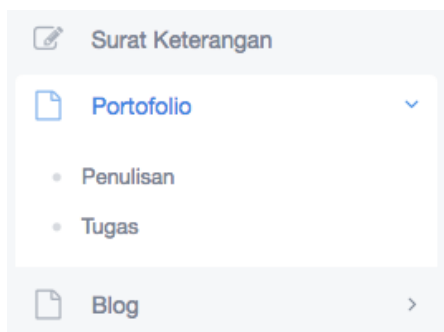 Surat Keterangan
Portofolio
Penulisan
Tugas
Blog